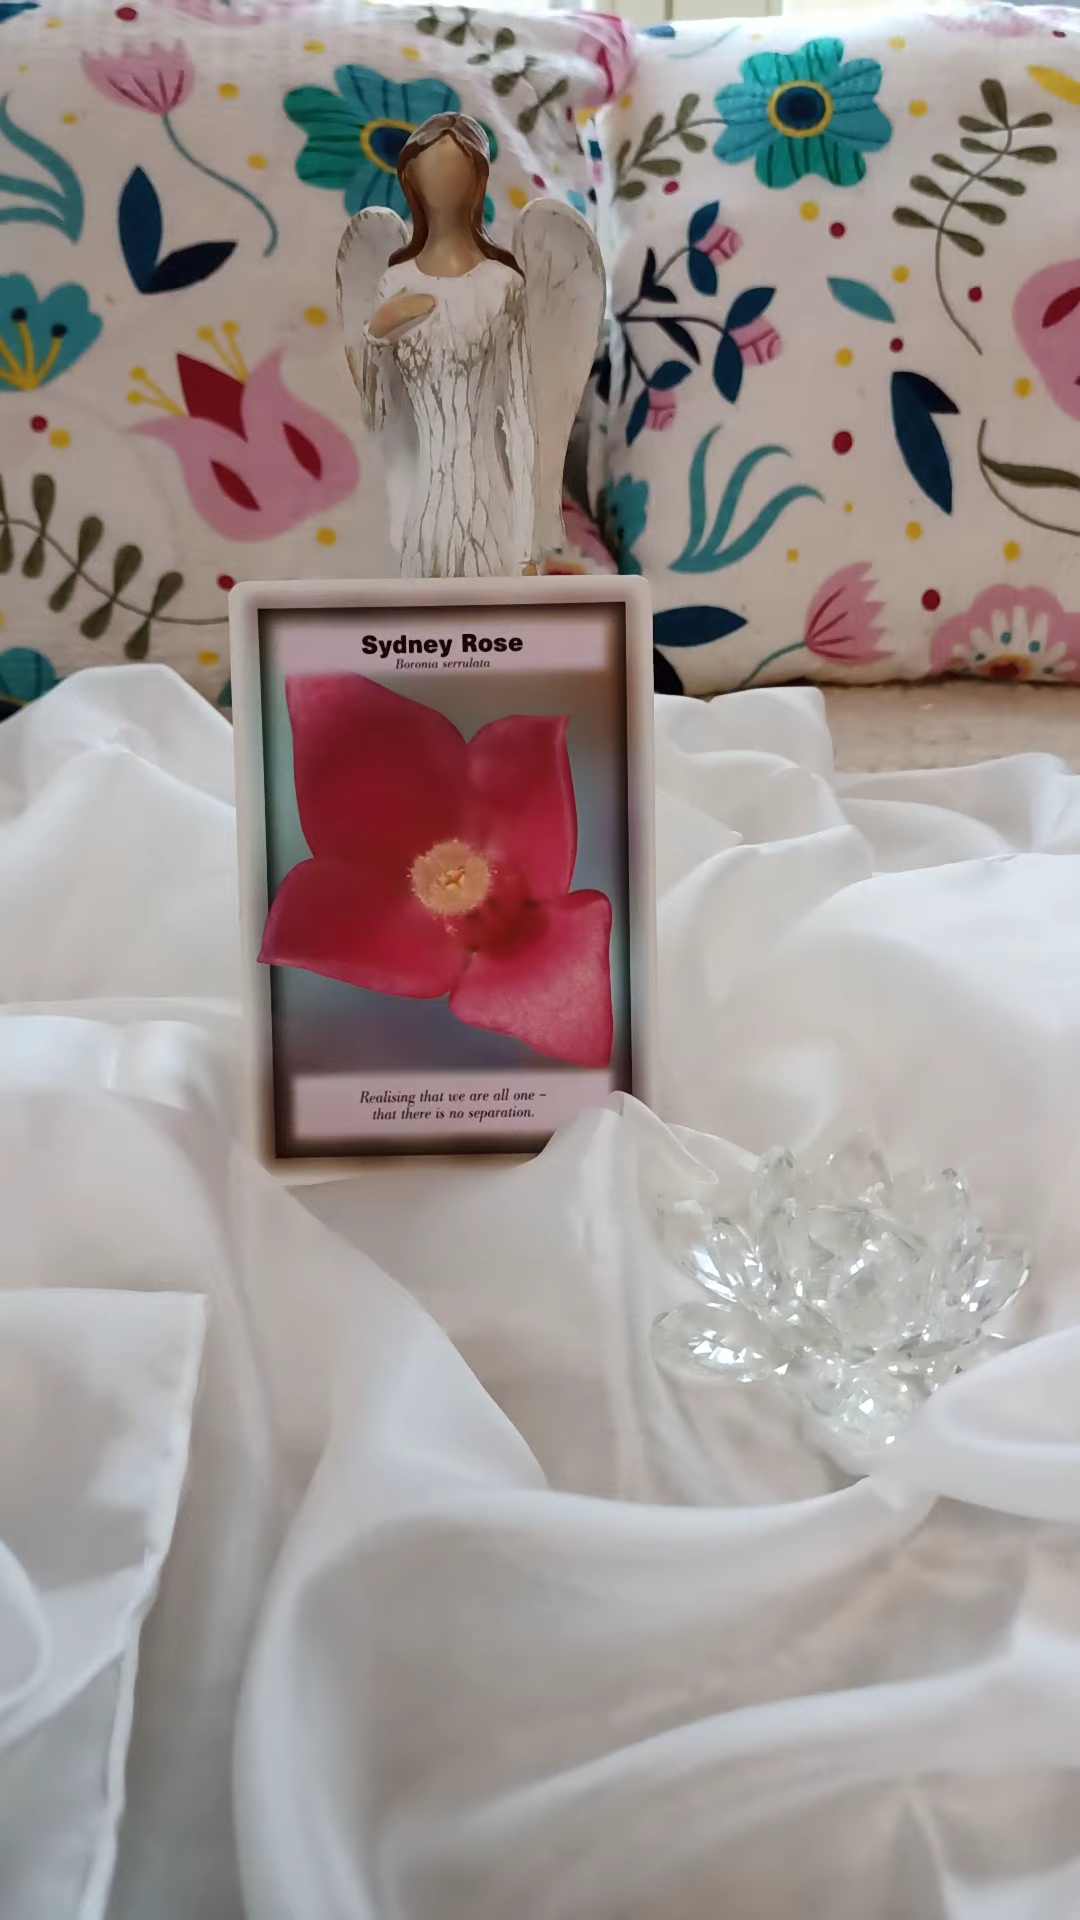 Sydney Rose
Boronia serrulata
Realising that we are all one –
that there is no separation.